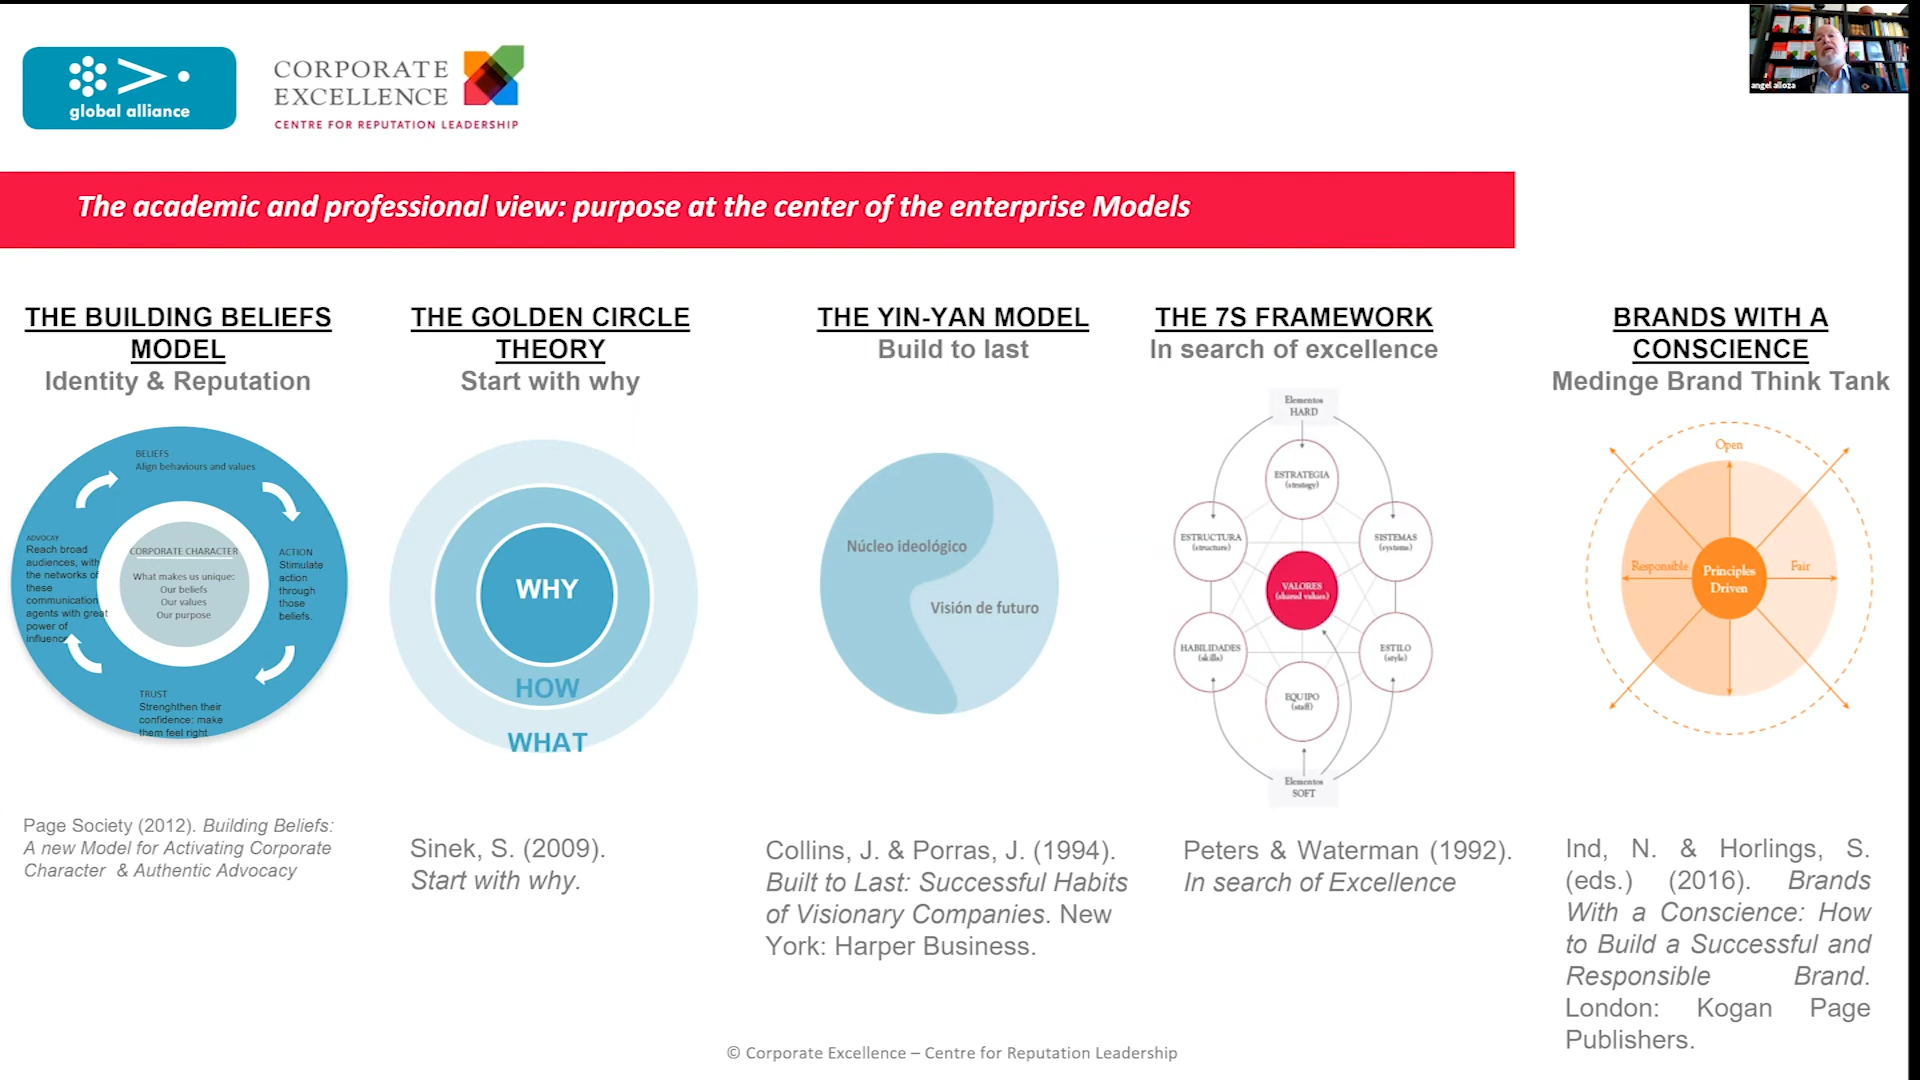 global alliance
CORPORATE
EXCELLENCE
CENTRE FOR REPUTATION LEADERSHIP
angel alloza
The academic and professional view: purpose at the center of the enterprise Models
THE BUILDING BELIEFS
MODEL
Identity & Reputation
BELIEFS
Align behaviours and values
ADVOCAY
Reach broad
audiences, with
the networks of
these
communication
agents with great
power of
influence
CORPORATE CHARACTER
What makes us unique:
Our beliefs
Our values
Our purpose
ACTION
Stimulate
action
through
those
beliefs.
TRUST
Strenghthen their
confidence: make
them feel right
Page Society (2012). Building Beliefs:
A new Model for Activating Corporate
Character & Authentic Advocacy
THE GOLDEN CIRCLE
THEORY
Start with why
WHY
HOW
WHAT
Sinek, S. (2009).
Start with why.
THE YIN-YAN MODEL
Build to last
Núcleo ideológico
Visión de futuro
Collins, J. & Porras, J. (1994).
Built to Last: Successful Habits
of Visionary Companies. New
York: Harper Business.
THE 7S FRAMEWORK
In search of excellence
Elementos
HARD
ESTRATEGIA
(strategy)
ESTRUCTURA
(structure)
SISTEMAS
(systems)
VALORES
(shared values)
HABILIDADES
(skills)
ESTILO
(style)
EQUIPO
(staff)
Elementos
SOFT
Peters & Waterman (1992).
In search of Excellence
BRANDS WITH A
CONSCIENCE
Medinge Brand Think Tank
Open
Responsible
Principles
Driven
Fair
Ind, N. & Horlings, S.
(eds.) (2016). Brands
With a Conscience: How
to Build a Successful and
Responsible Brand.
London: Kogan Page
Publishers.
© Corporate Excellence – Centre for Reputation Leadership